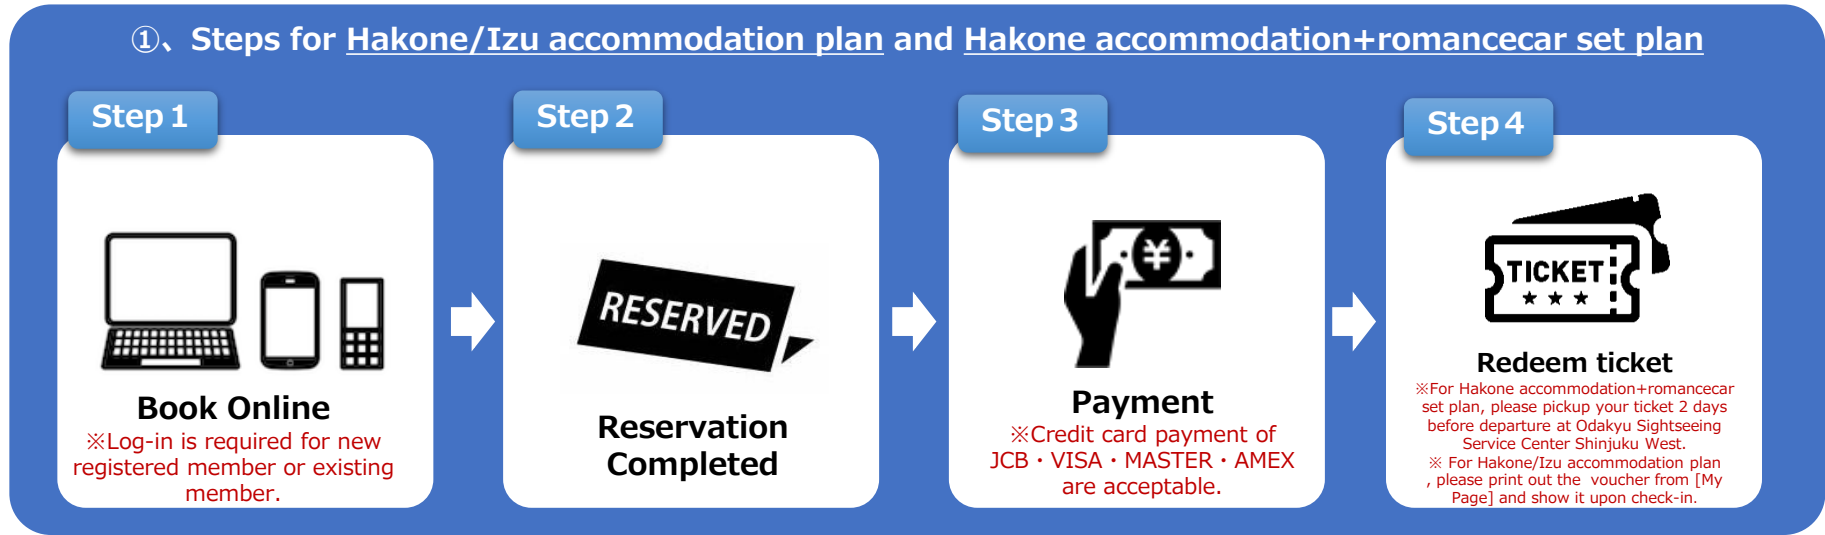 ①、Steps for Hakone/Izu accommodation plan and Hakone accommodation+romancecar set plan
Step 1
Book Online
※Log-in is required for new
registered member or existing
member.
Step 2
RESERVED
Reservation
Completed
Step 3
¥
Payment
※Credit card payment of
JCB・VISA・MASTER・AMEX
are acceptable.
Step 4
TICKET
★ ★ ★
Redeem ticket
※For Hakone accommodation+romancecar
set plan, please pickup your ticket 2 days
before departure at Odakyu Sightseeing
Service Center Shinjuku West.
※ For Hakone/Izu accommodation plan
, please print out the  voucher from [My
Page] and show it upon check-in.